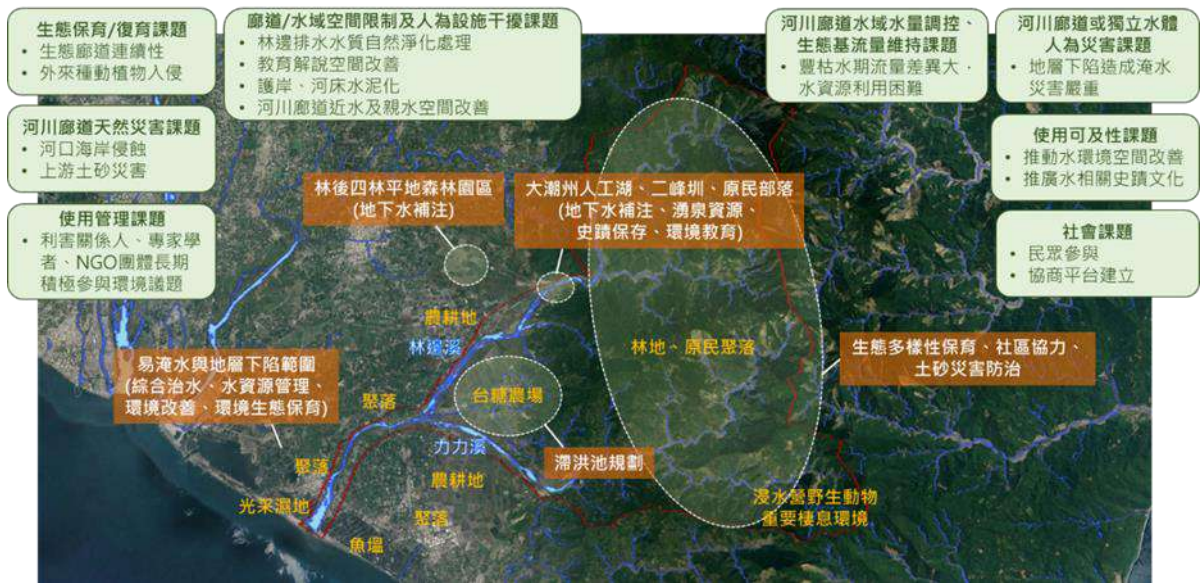 生態保育/復育課題
• 生態廊道連續性
• 外來種動植物入侵
廊道/水域空間限制及人為設施干擾課題
• 林邊排水水質自然淨化處理
• 教育解說空間改善
• 護岸、河床水泥化
• 河川廊道近水及親水空間改善
河川廊道水域水量調控、
生態基流量維持課題
• 豐枯水期流量差異大，
水資源利用困難
河川廊道或獨立水體
人為災害課題
• 地層下陷造成淹水
災害嚴重
河川廊道天然災害課題
• 河口海岸侵蝕
• 上游土砂災害
使用可及性課題
• 推動水環境空間改善
• 推廣水相關史蹟文化
使用管理課題
• 利害關係人、專家學
者、NGO團體長期
積極參與環境議題
社會課題
• 民眾參與
• 協商平台建立
林後四林平地森林園區
(地下水補注)
大潮州人工湖、二峰圳、原民部落
(地下水補注、湧泉資源、
史蹟保存、環境教育)
農耕地
林邊溪
林地、原民聚落
生態多樣性保育、社區協力、
土砂災害防治
易淹水與地層下陷範圍
(綜合治水、水資源管理、
環境改善、環境生態保育)
聚落
台糖農場
力力溪
滯洪池規劃
聚落
農耕地
光采濕地
聚落
浸水營野生動物
重要棲息環境
魚塭